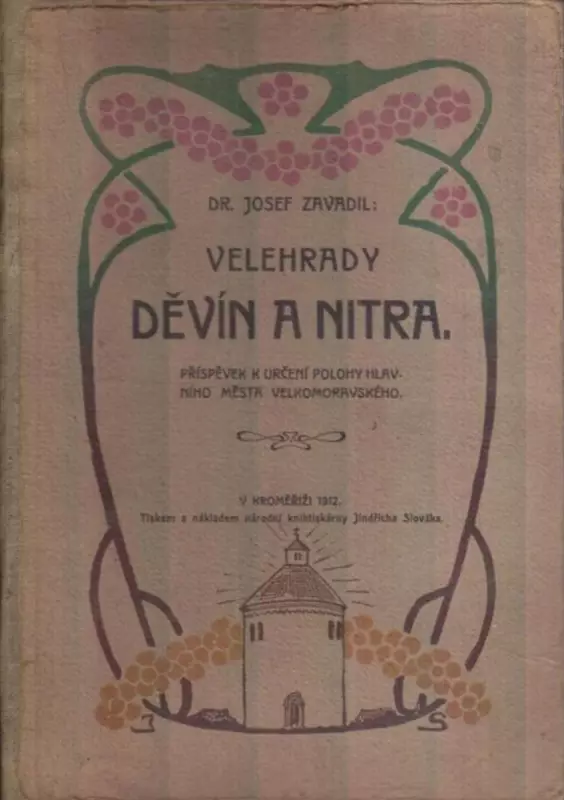 DR. JOSEF ZAVADIL:
VELEHRADY
DĚVÍN A NITRA.
PŘÍSPĚVEK K URČENÍ POLOHY HLAV-
NÍHO MĚSTA VELKOMORAVSKÉHO.
V KROMĚŘÍŽI 1912.
Tiskem a nákladem národní knihtiskárny Jindřicha Slováka.
J S